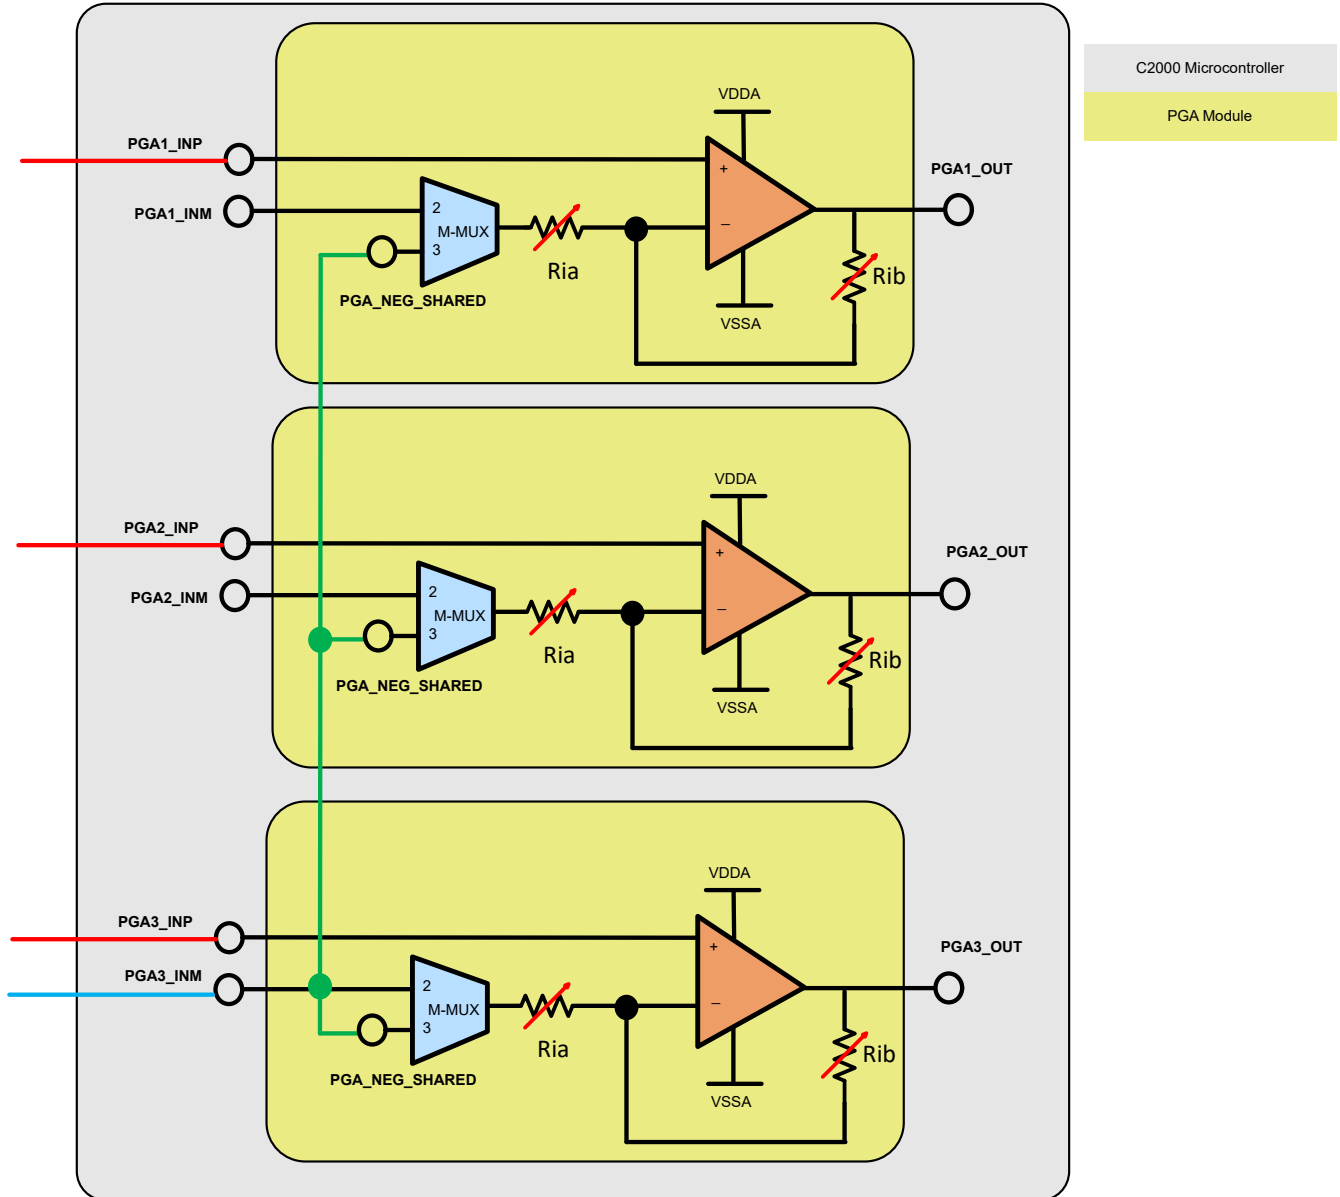 C2000 Microcontroller
PGA Module
VDDA
PGA1_INP
PGA1_OUT
+
PGA1_INM
2
M-MUX
3
–
Ria
Rib
PGA_NEG_SHARED
VSSA
VDDA
PGA2_INP
PGA2_OUT
+
PGA2_INM
2
M-MUX
3
–
Ria
Rib
PGA_NEG_SHARED
VSSA
VDDA
PGA3_INP
PGA3_OUT
+
PGA3_INM
2
M-MUX
3
–
Ria
Rib
PGA_NEG_SHARED
VSSA